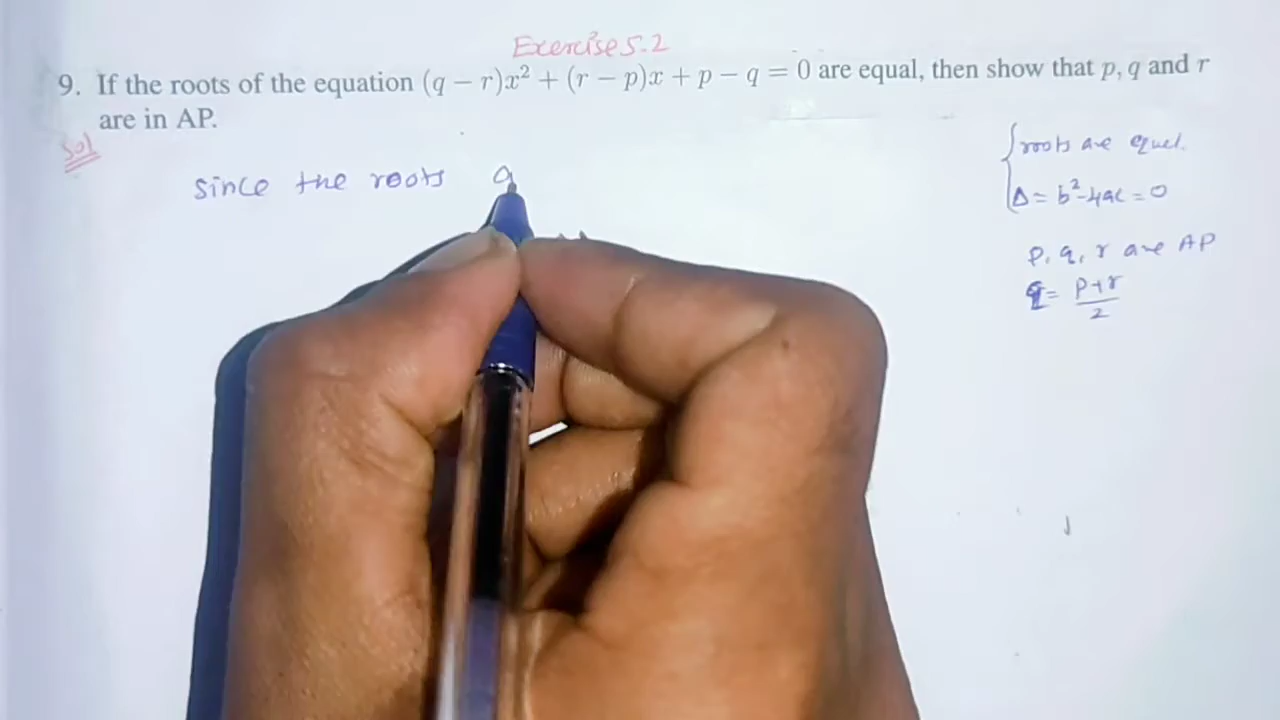 Exercise 5.2
9. If the roots of the equation (q − r)x² + (r − p)x + p − q = 0 are equal, then show that p, q and r
are in AP.
Sol
Since the roots a
roots are equal.
Δ = b²-4ac = 0
p, q, r are AP
q = p+r
2